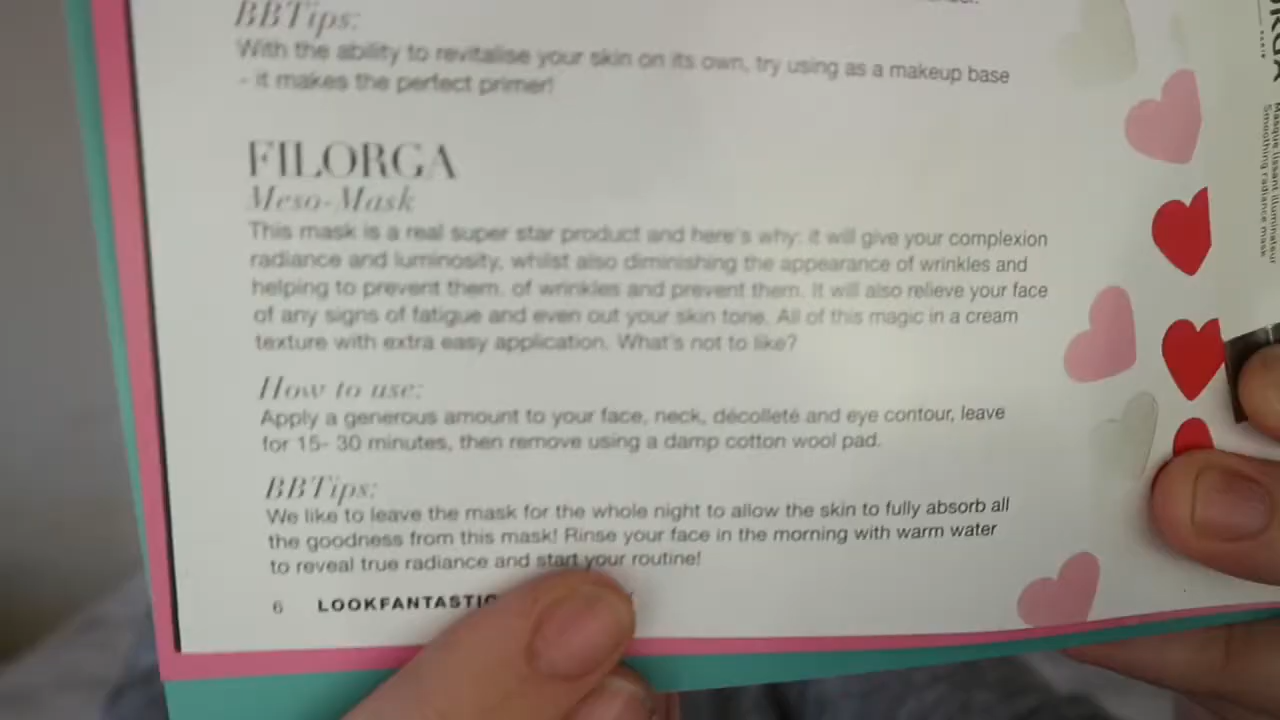 BBTips:
With the ability to revitalise your skin on its own, try using as a makeup base
- it makes the perfect primer!
FILORGA
Meso-Mask
This mask is a real super star product and here's why: it will give your complexion
radiance and luminosity, whilst also diminishing the appearance of wrinkles and
helping to prevent them. of wrinkles and prevent them. It will also relieve your face
of any signs of fatigue and even out your skin tone. All of this magic in a cream
texture with extra easy application. What's not to like?
How to use:
Apply a generous amount to your face, neck, décolleté and eye contour, leave
for 15- 30 minutes, then remove using a damp cotton wool pad.
BBTips:
We like to leave the mask for the whole night to allow the skin to fully absorb all
the goodness from this mask! Rinse your face in the morning with warm water
to reveal true radiance and start your routine!
6 LOOKFANTASTIC
Masque lissant illuminateur
Smoothing radiance mask